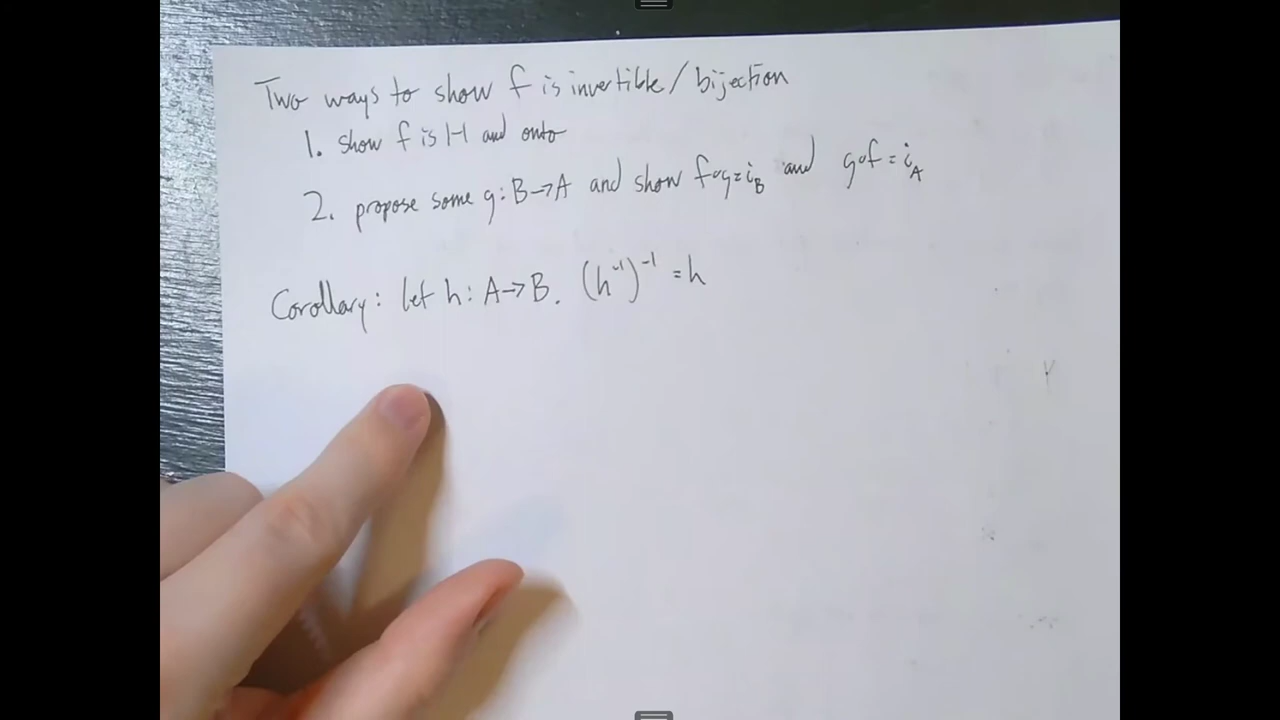 Two ways to show f is invertible/bijection
1. show f is 1-1 and onto
2. propose some g: B→A and show f∘g=i_B and g∘f=i_A
Corollary: let h: A→B. (h⁻¹)⁻¹ = h